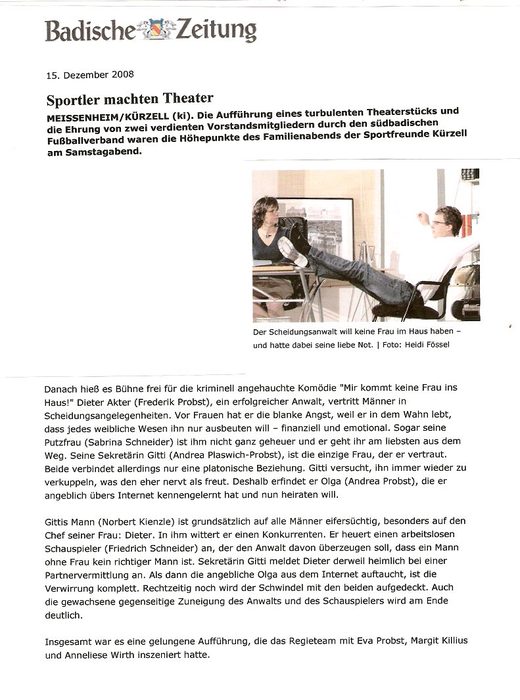 Badische Zeitung
15. Dezember 2008
Sportler machten Theater
MEISSENHEIM/KÜRZELL (ki). Die Aufführung eines turbulenten Theaterstücks und
die Ehrung von zwei verdienten Vorstandsmitgliedern durch den südbadischen
Fußballverband waren die Höhepunkte des Familienabends der Sportfreunde Kürzell
am Samstagabend.
Der Scheidungsanwalt will keine Frau im Haus haben –
und hatte dabei seine liebe Not. | Foto: Heidi Fössel
Danach hieß es Bühne frei für die kriminell angehauchte Komödie "Mir kommt keine Frau ins
Haus!" Dieter Akter (Frederik Probst), ein erfolgreicher Anwalt, vertritt Männer in
Scheidungsangelegenheiten. Vor Frauen hat er die blanke Angst, weil er in dem Wahn lebt,
dass jedes weibliche Wesen ihn nur ausbeuten will – finanziell und emotional. Sogar seine
Putzfrau (Sabrina Schneider) ist ihm nicht ganz geheuer und er geht ihr am liebsten aus dem
Weg. Seine Sekretärin Gitti (Andrea Plaswich-Probst), ist die einzige Frau, der er vertraut.
Beide verbindet allerdings nur eine platonische Beziehung. Gitti versucht, ihn immer wieder zu
verkuppeln, was den eher nervt als freut. Deshalb erfindet er Olga (Andrea Probst), die er
angeblich übers Internet kennengelernt hat und nun heiraten will.
Gittis Mann (Norbert Kienzle) ist grundsätzlich auf alle Männer eifersüchtig, besonders auf den
Chef seiner Frau: Dieter. In ihm wittert er einen Konkurrenten. Er heuert einen arbeitslosen
Schauspieler (Friedrich Schneider) an, der den Anwalt davon überzeugen soll, dass ein Mann
ohne Frau kein richtiger Mann ist. Sekretärin Gitti meldet Dieter derweil heimlich bei einer
Partnervermittlung an. Als dann die angebliche Olga aus dem Internet auftaucht, ist die
Verwirrung komplett. Rechtzeitig noch wird der Schwindel mit den beiden aufgedeckt. Auch
die gewachsene gegenseitige Zuneigung des Anwalts und des Schauspielers wird am Ende
deutlich.
Insgesamt war es eine gelungene Aufführung, die das Regieteam mit Eva Probst, Margit Killius
und Anneliese Wirth inszeniert hatte.